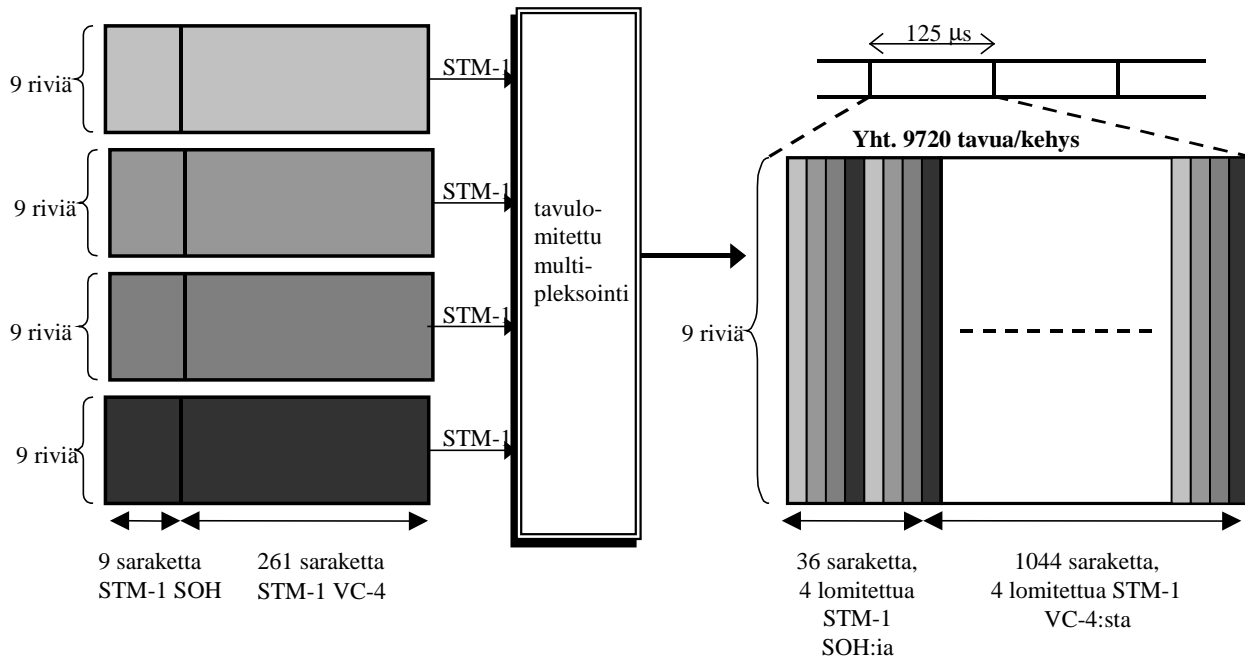 9 riviä
STM-1
9 riviä
STM-1
9 riviä
STM-1
9 riviä
STM-1
9 saraketta
STM-1 SOH
261 saraketta
STM-1 VC-4
tavulo-
mitettu
multi-
pleksointi
125 μs
Yht. 9720 tavua/kehys
9 riviä
36 saraketta,
4 lomitettua
STM-1
SOH:ia
1044 saraketta,
4 lomitettua STM-1
VC-4:sta